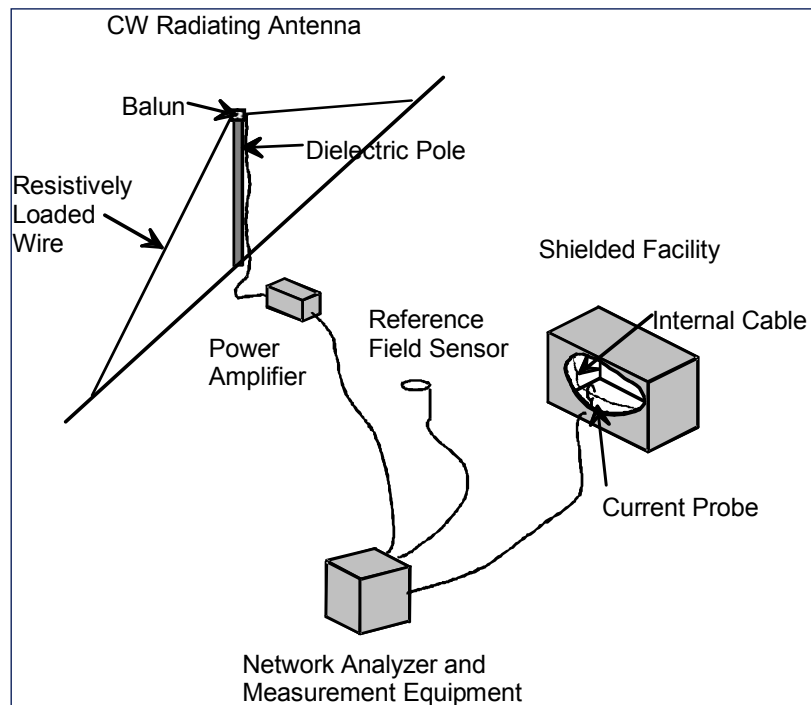 CW Radiating Antenna
Balun
Dielectric Pole
Resistively
Loaded
Wire
Shielded Facility
Internal Cable
Reference
Field Sensor
Power
Amplifier
Current Probe
Network Analyzer and
Measurement Equipment